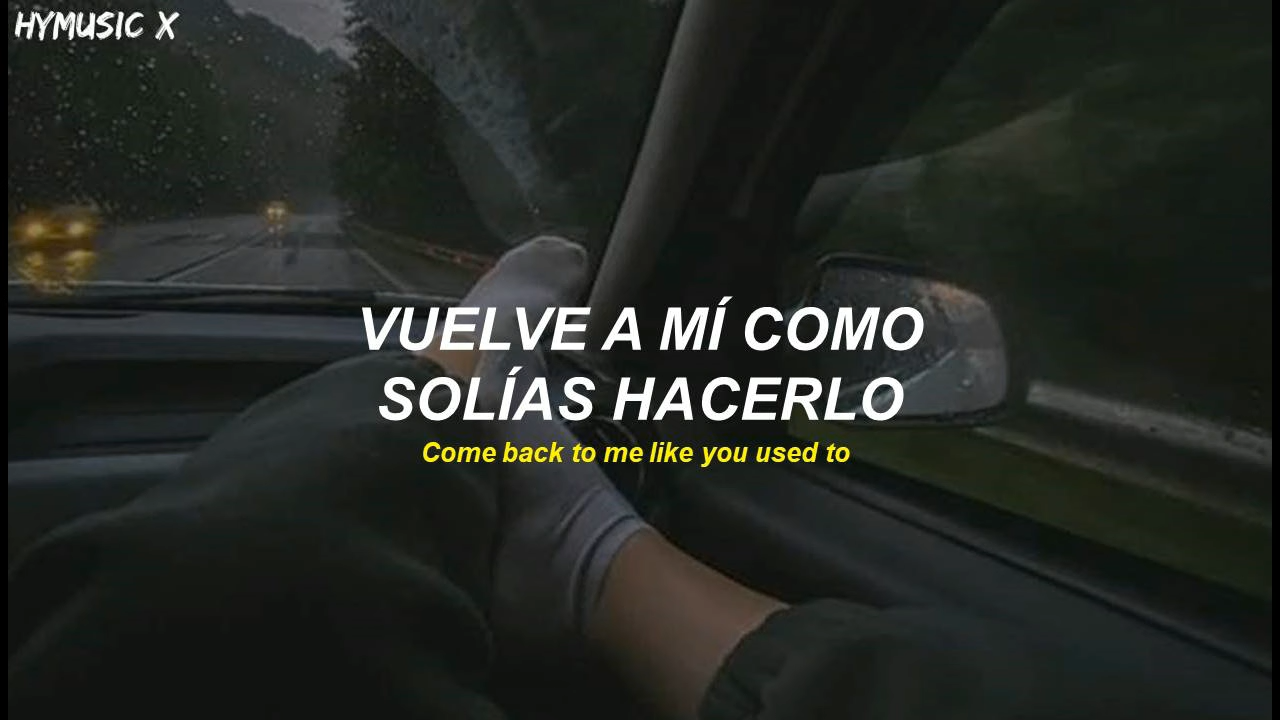 HYMUSIC X
VUELVE A MÍ COMO
SOLÍAS HACERLO
Come back to me like you used to